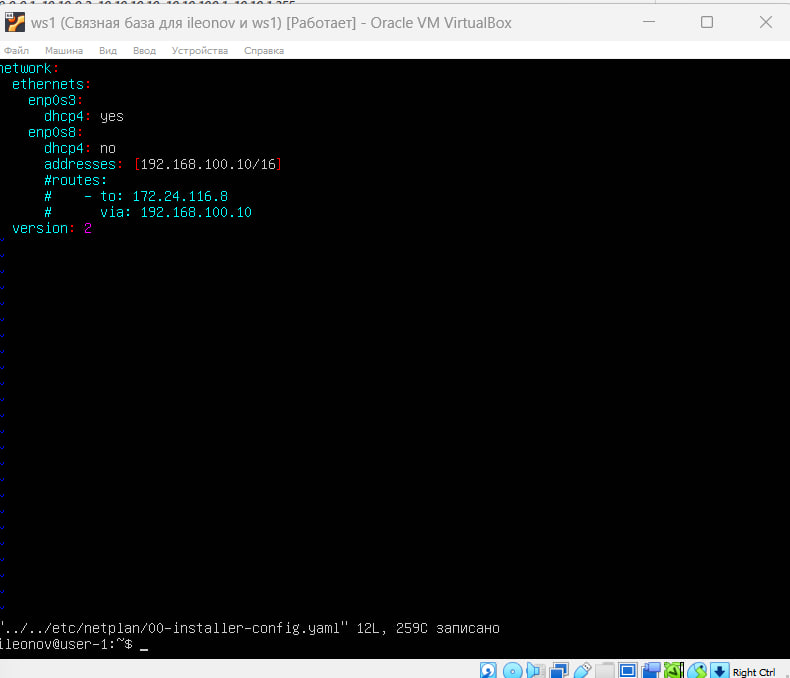 ws1 (Связная база для ileonov и ws1) [Работает] - Oracle VM VirtualBox
Файл Машина Вид Ввод Устройства Справка
network:
  ethernets:
    enp0s3:
      dhcp4: yes
    enp0s8:
      dhcp4: no
      addresses: [192.168.100.10/16]
      #routes:
      #    - to: 172.24.116.8
      #      via: 192.168.100.10
  version: 2
"../../etc/netplan/00-installer-config.yaml" 12L, 259C записано
ileonov@user-1:~$ _
Right Ctrl